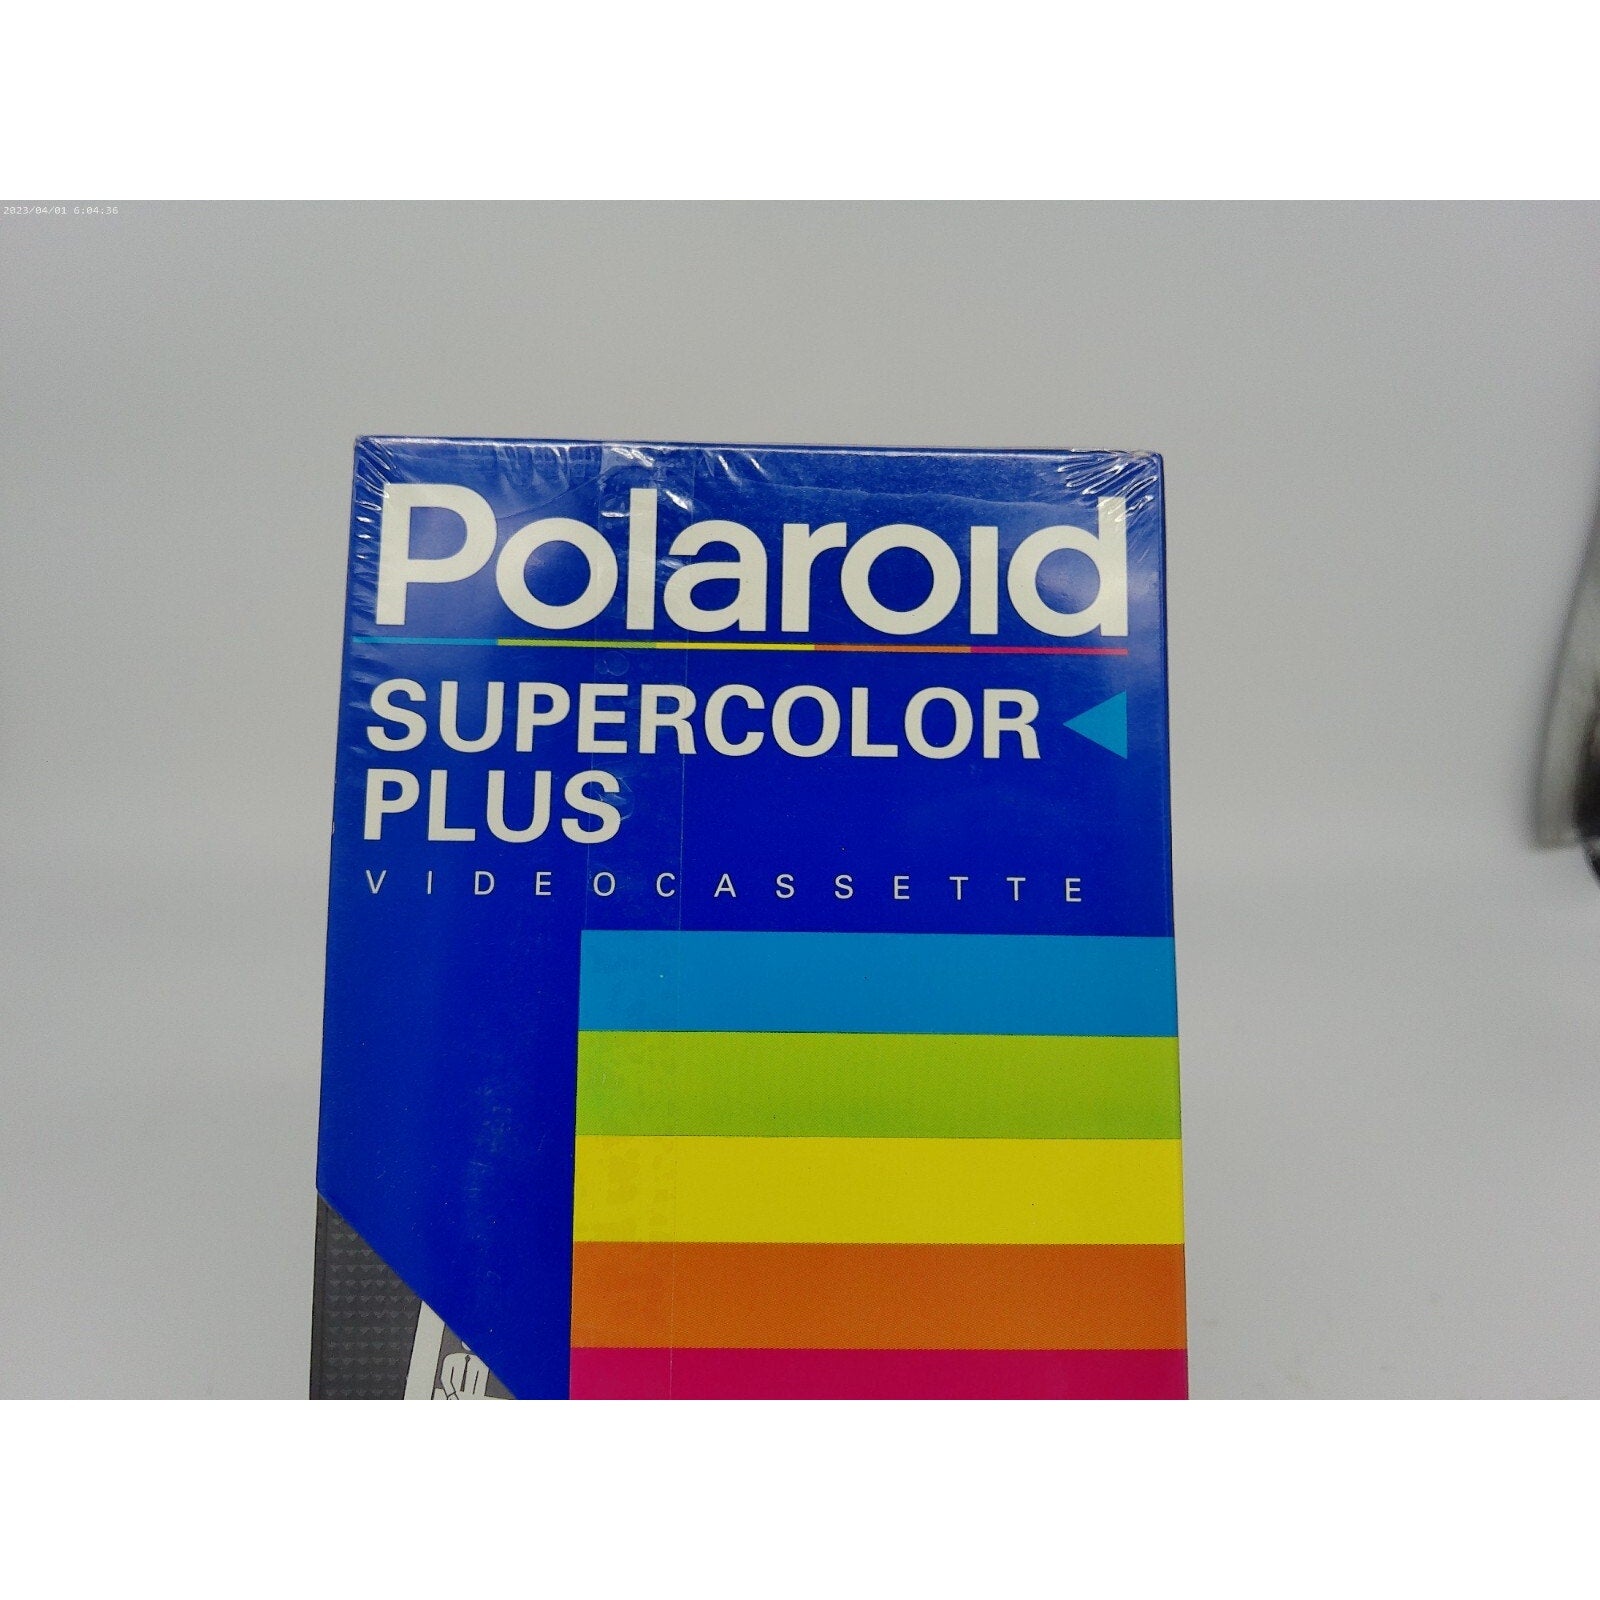 2023/04/01 6:04:36
Polaroid
SUPERCOLOR
PLUS
VIDEOCASSETTE